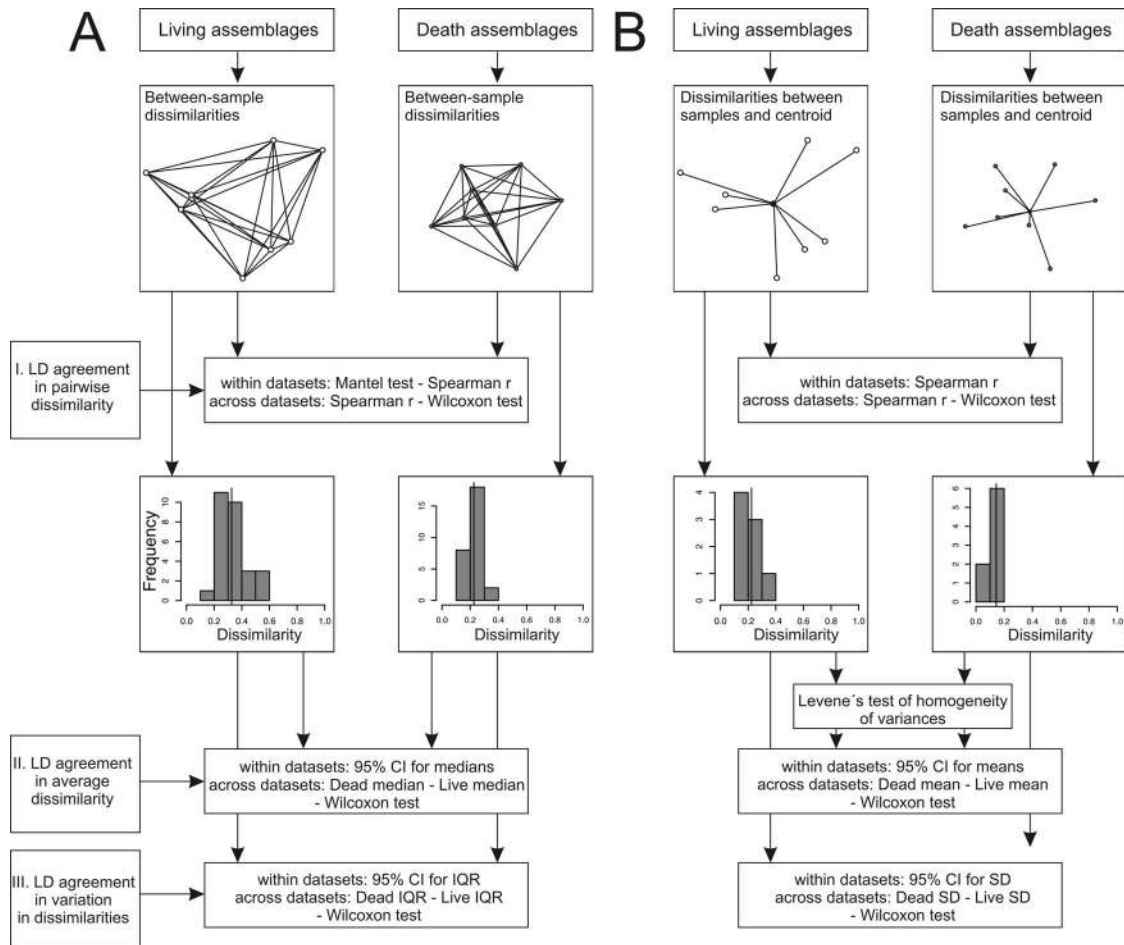 A
Living assemblages
Death assemblages
Between-sample
dissimilarities
Between-sample
dissimilarities
I. LD agreement
in pairwise
dissimilarity
within datasets: Mantel test - Spearman r
across datasets: Spearman r - Wilcoxon test
Frequency
0 2 4 6 8 10
0.0 0.2 0.4 0.6 0.8 1.0
Dissimilarity
0 5 10 15
0.0 0.2 0.4 0.6 0.8 1.0
Dissimilarity
II. LD agreement
in average
dissimilarity
within datasets: 95% CI for medians
across datasets: Dead median - Live median
- Wilcoxon test
III. LD agreement
in variation
in dissimilarities
within datasets: 95% CI for IQR
across datasets: Dead IQR - Live IQR
- Wilcoxon test
B
Living assemblages
Death assemblages
Dissimilarities between
samples and centroid
Dissimilarities between
samples and centroid
within datasets: Spearman r
across datasets: Spearman r - Wilcoxon test
0 1 2 3 4
0.0 0.2 0.4 0.6 0.8 1.0
Dissimilarity
0 1 2 3 4 5 6
0.0 0.2 0.4 0.6 0.8 1.0
Dissimilarity
Levene´s test of homogeneity
of variances
within datasets: 95% CI for means
across datasets: Dead mean - Live mean
- Wilcoxon test
within datasets: 95% CI for SD
across datasets: Dead SD - Live SD
- Wilcoxon test